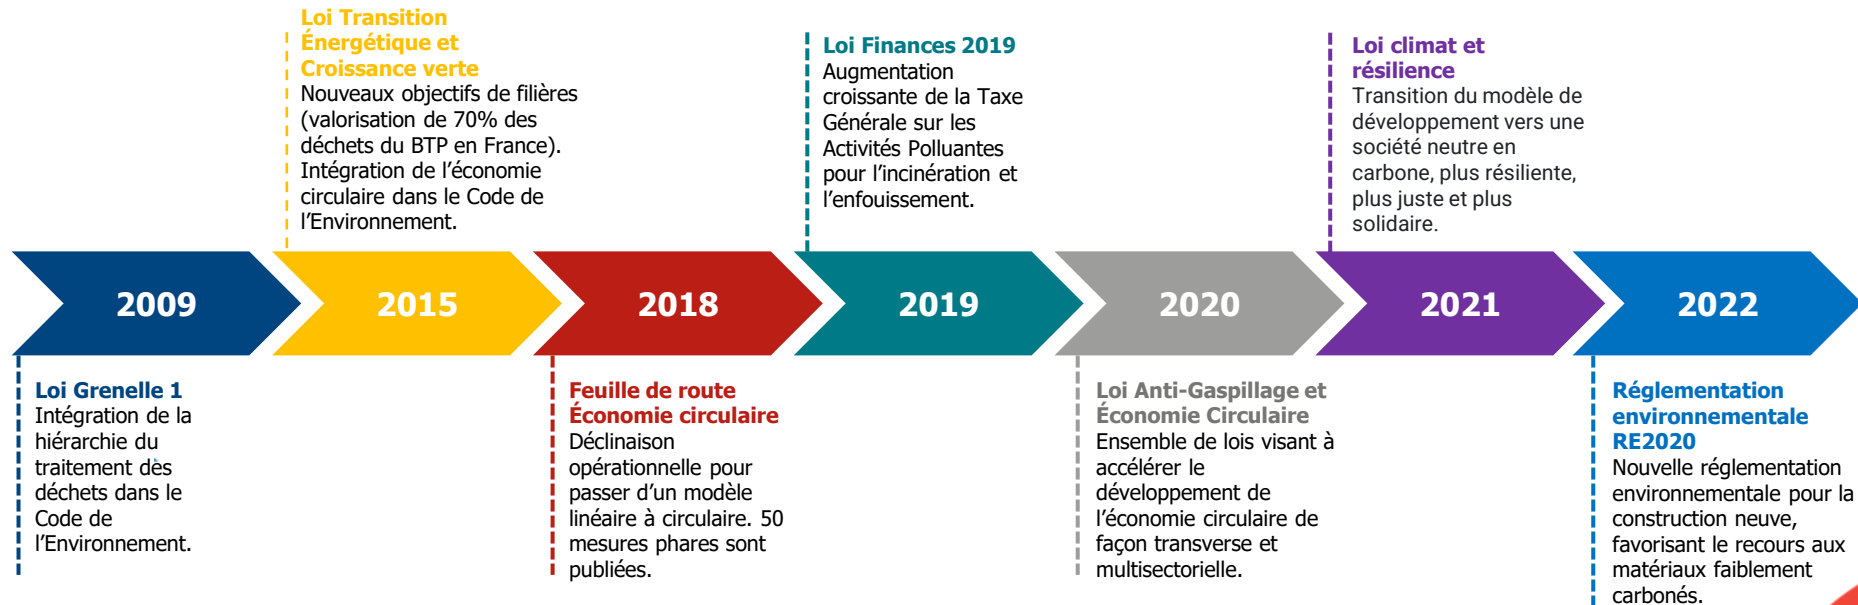 Loi Transition
Énergétique et
Croissance verte
Nouveaux objectifs de filières
(valorisation de 70% des
déchets du BTP en France).
Intégration de l'économie
circulaire dans le Code de
l'Environnement.
Loi Finances 2019
Augmentation
croissante de la Taxe
Générale sur les
Activités Polluantes
pour l'incinération et
l'enfouissement.
Loi climat et
résilience
Transition du modèle de
développement vers une
société neutre en
carbone, plus résiliente,
plus juste et plus
solidaire.
2009
2015
2018
2019
2020
2021
2022
Loi Grenelle 1
Intégration de la
hiérarchie du
traitement dès
déchets dans le
Code de
l'Environnement.
Feuille de route
Économie circulaire
Déclinaison
opérationnelle pour
passer d'un modèle
linéaire à circulaire. 50
mesures phares sont
publiées.
Loi Anti-Gaspillage et
Économie Circulaire
Ensemble de lois visant à
accélérer le
développement de
l'économie circulaire de
façon transverse et
multisectorielle.
Réglementation
environnementale
RE2020
Nouvelle réglementation
environnementale pour la
construction neuve,
favorisant le recours aux
matériaux faiblement
carbonés.